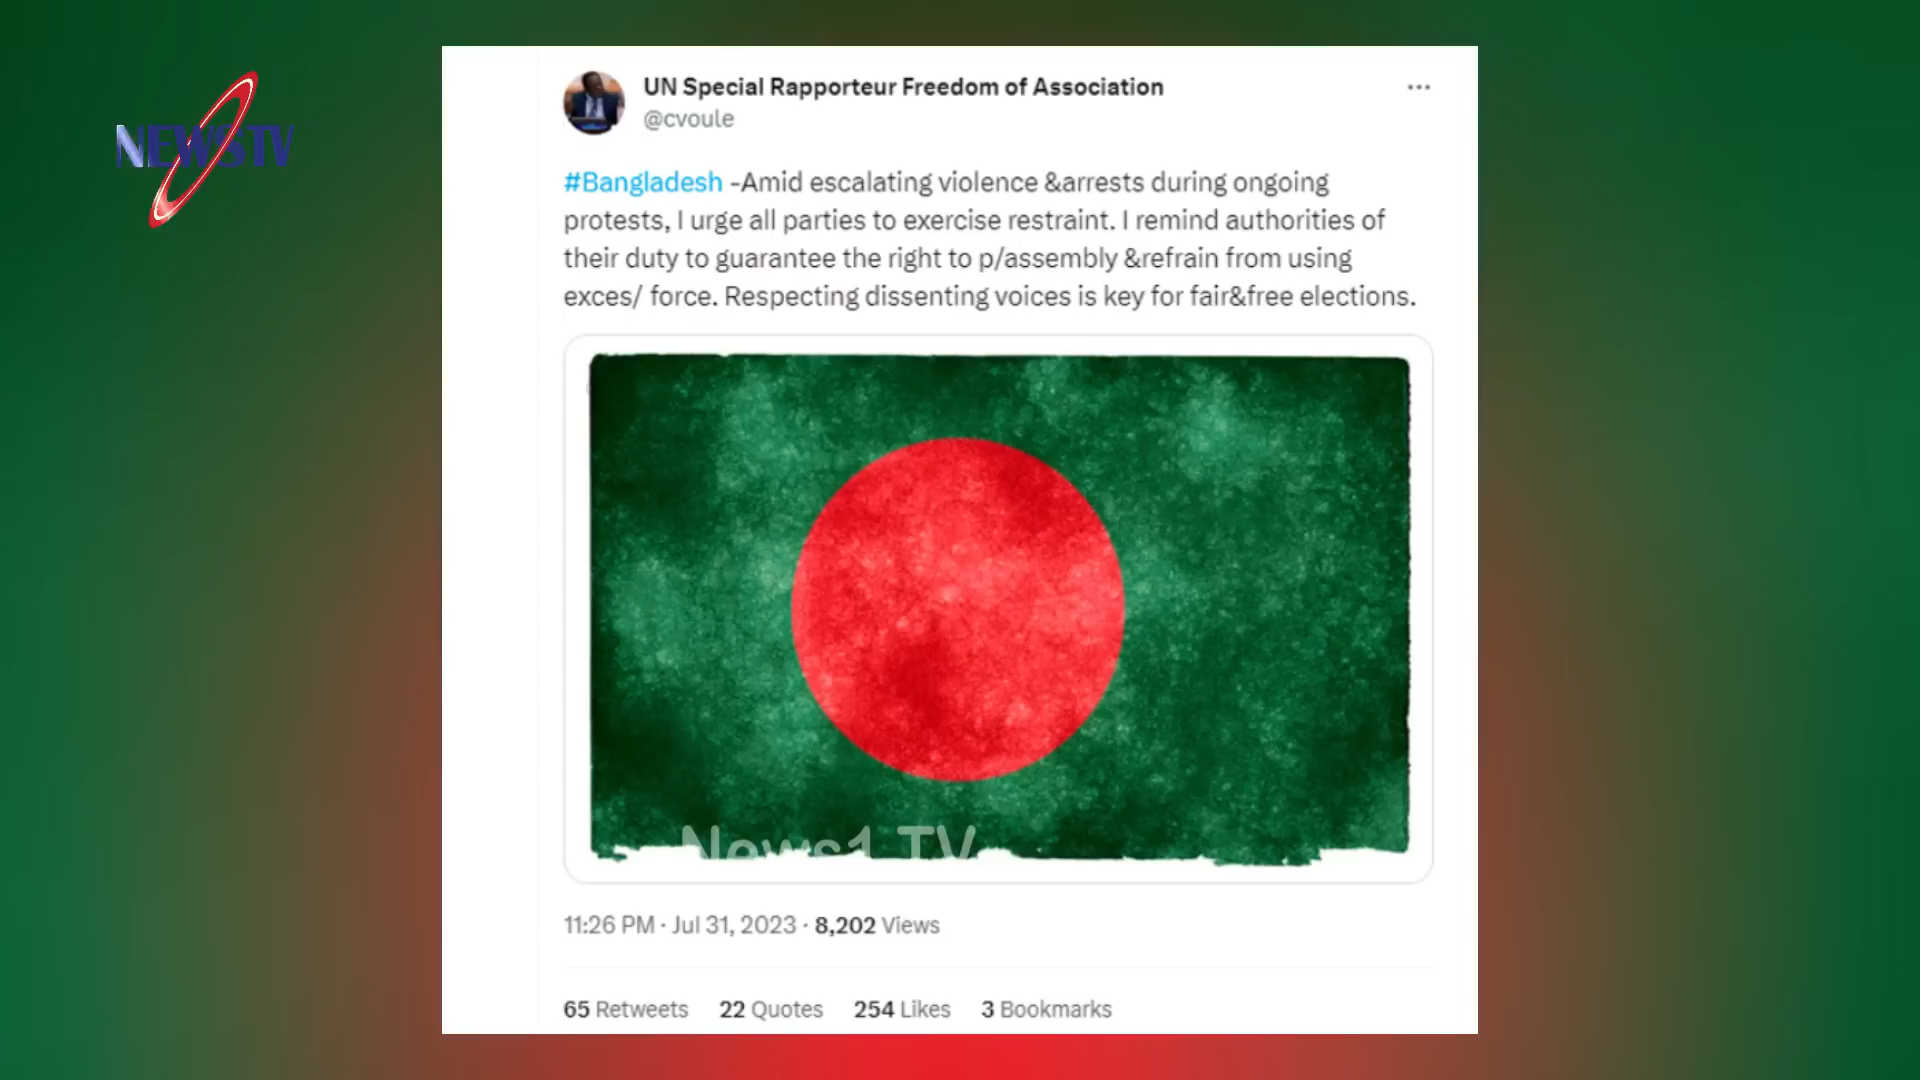 NEWSTV
UN Special Rapporteur Freedom of Association
@cvoule
#Bangladesh -Amid escalating violence &arrests during ongoing
protests, I urge all parties to exercise restraint. I remind authorities of
their duty to guarantee the right to p/assembly &refrain from using
exces/ force. Respecting dissenting voices is key for fair&free elections.
News1 TV
11:26 PM · Jul 31, 2023 · 8,202 Views
65 Retweets 22 Quotes 254 Likes 3 Bookmarks